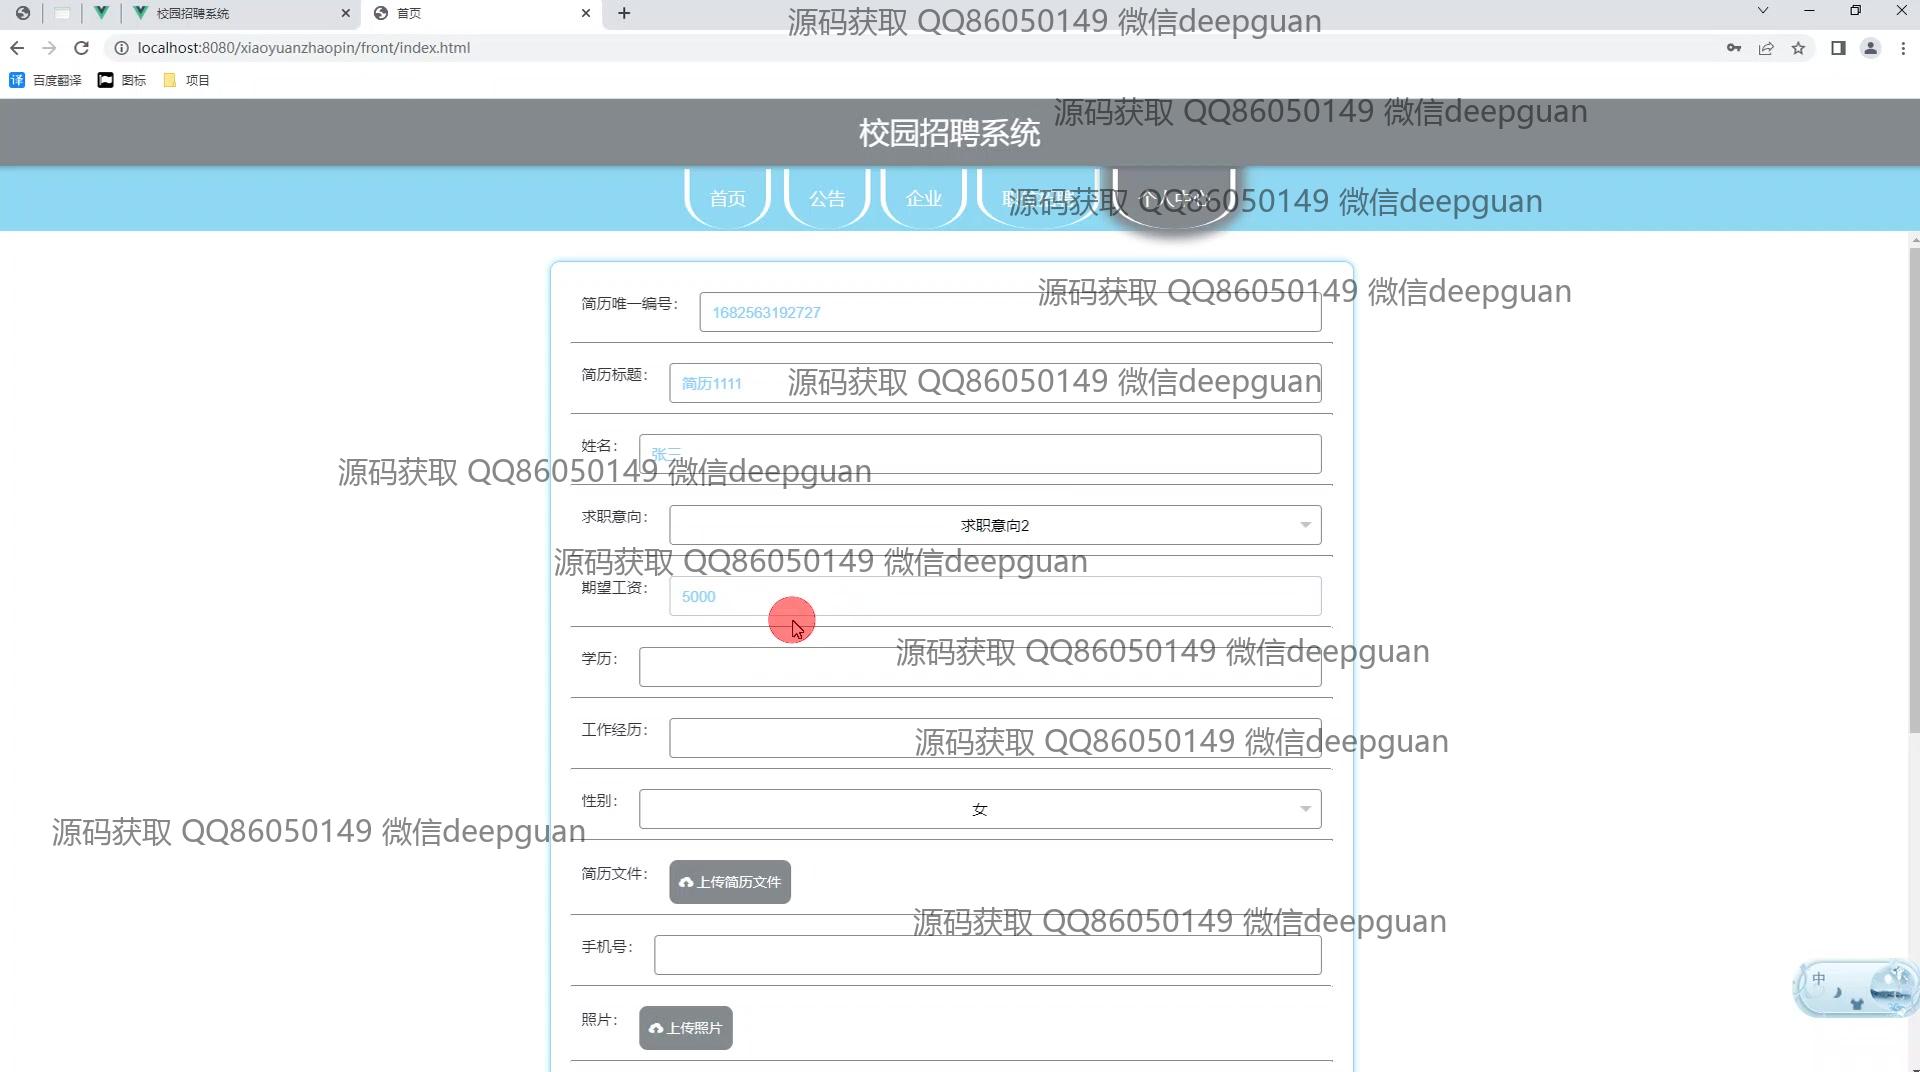 校园招聘系统
首页
源码获取 QQ86050149 微信deepguan
localhost:8080/xiaoyuanzhaopin/front/index.html
百度翻译
图标
项目
源码获取 QQ86050149 微信deepguan
校园招聘系统
首页
公告
企业
个人中心
源码获取 QQ86050149 微信deepguan
源码获取 QQ86050149 微信deepguan
简历唯一编号：
1682563192727
简历标题：
简历1111
源码获取 QQ86050149 微信deepguan
姓名：
张三
源码获取 QQ86050149 微信deepguan
求职意向：
求职意向2
源码获取 QQ86050149 微信deepguan
期望工资：
5000
学历：
源码获取 QQ86050149 微信deepguan
工作经历：
源码获取 QQ86050149 微信deepguan
性别：
女
源码获取 QQ86050149 微信deepguan
简历文件：
上传简历文件
源码获取 QQ86050149 微信deepguan
手机号：
中
照片：
上传照片